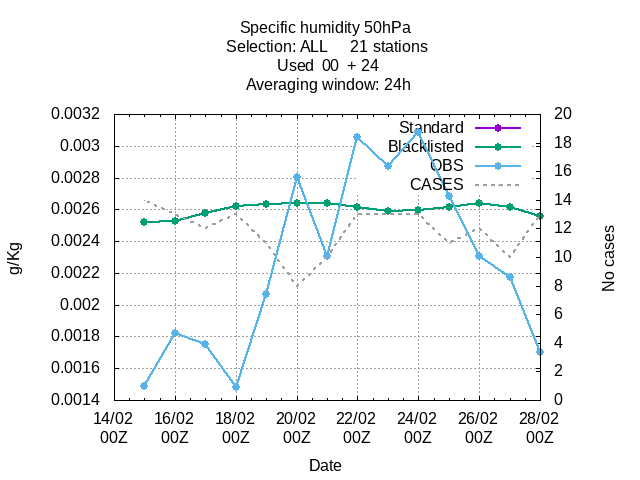 Specific humidity 50hPa
Selection: ALL     21 stations
Used  00  + 24
Averaging window: 24h
0.0032
0.003
0.0028
0.0026
0.0024
0.0022
0.002
0.0018
0.0016
0.0014
g/Kg
Standard
Blacklisted
OBS
CASES
20
18
16
14
12
10
8
6
4
2
0
No cases
14/02 16/02 18/02 20/02 22/02 24/02 26/02 28/02
00Z 00Z 00Z 00Z 00Z 00Z 00Z 00Z
Date